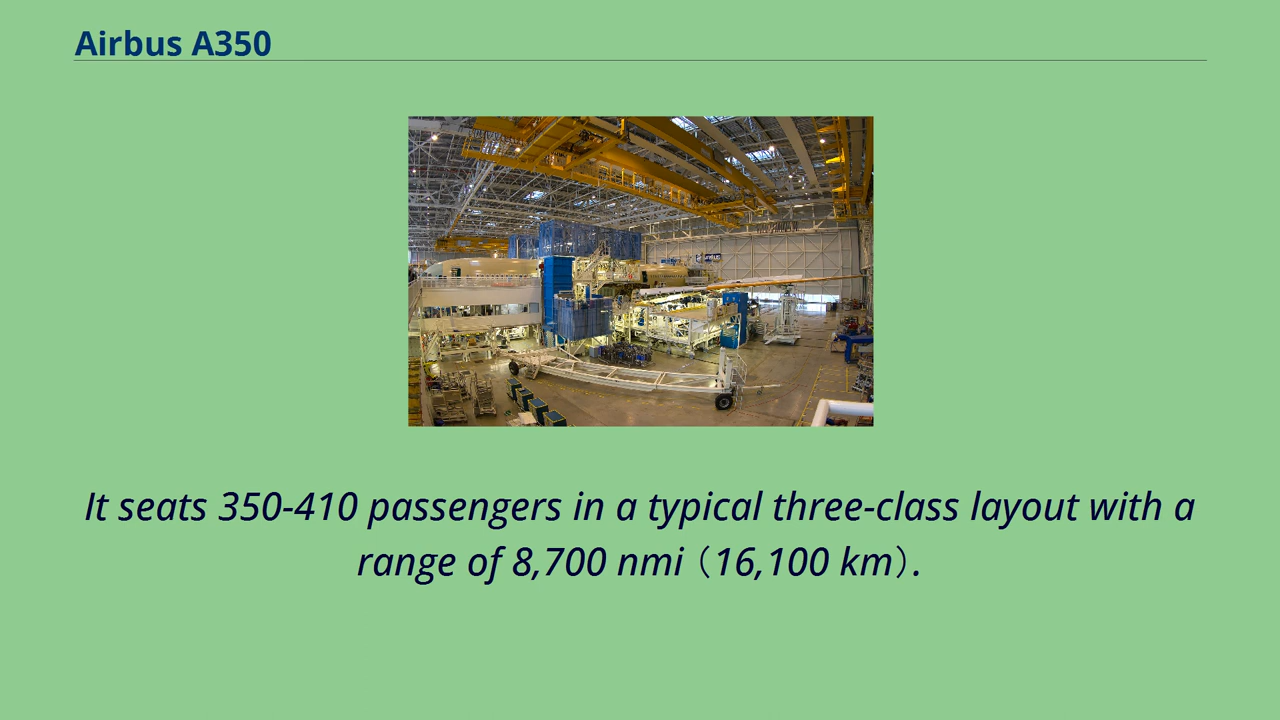 Airbus A350
It seats 350-410 passengers in a typical three-class layout with a
range of 8,700 nmi（16,100 km）.